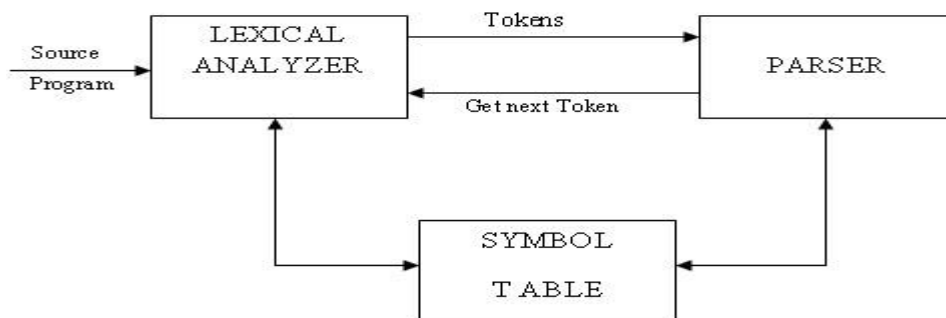 LEXICAL
ANALYZER
Source
Program
Tokens
Get next Token
PARSER
SYMBOL
TABLE